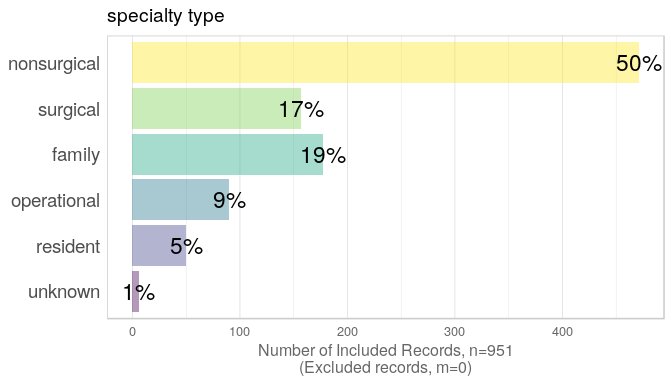 specialty type
nonsurgical 50%
surgical 17%
family 19%
operational 9%
resident 5%
unknown 1%
0 100 200 300 400
Number of Included Records, n=951
(Excluded records, m=0)